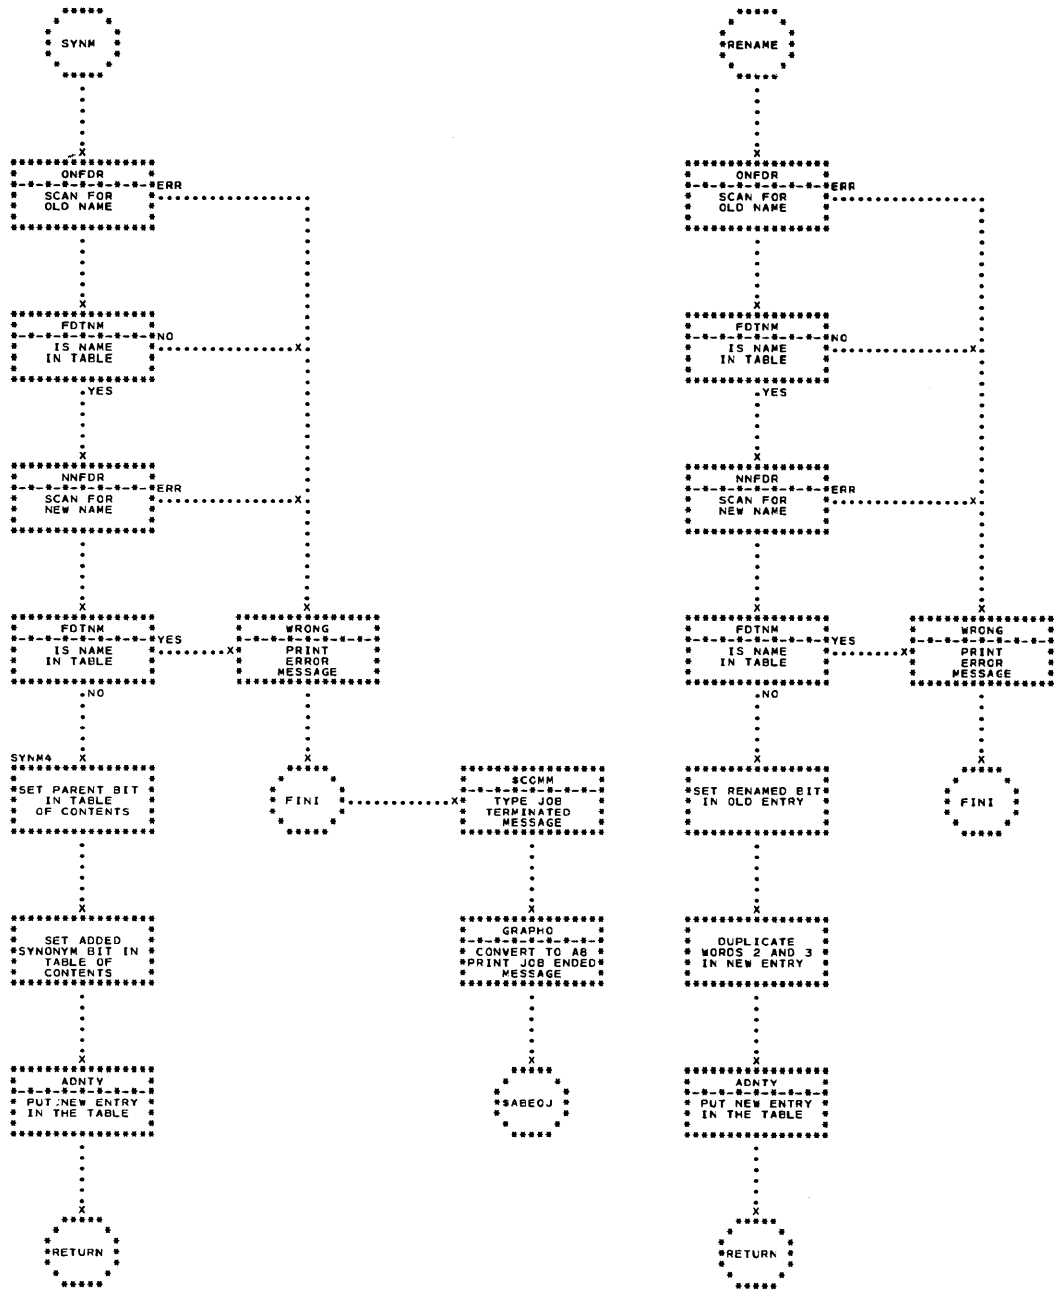 SYNM
ONFDR
ERR
SCAN FOR
OLD NAME
FDTNM
NO
IS NAME
IN TABLE
YES
NNFDR
ERR
SCAN FOR
NEW NAME
FDTNM
YES
IS NAME
IN TABLE
NO
WRONG
PRINT
ERROR
MESSAGE
SYNM4
SET PARENT BIT
IN TABLE
OF CONTENTS
FINI
$COMM
TYPE JOB
TERMINATED
MESSAGE
SET ADDED
SYNONYM BIT IN
TABLE OF
CONTENTS
GRAPHO
CONVERT TO A8
PRINT JOB ENDED
MESSAGE
ADNTY
PUT NEW ENTRY
IN THE TABLE
$ABEOJ
RETURN
RENAME
ONFDR
ERR
SCAN FOR
OLD NAME
FDTNM
NO
IS NAME
IN TABLE
YES
NNFDR
ERR
SCAN FOR
NEW NAME
FDTNM
YES
IS NAME
IN TABLE
NO
WRONG
PRINT
ERROR
MESSAGE
SET RENAMED BIT
IN OLD ENTRY
FINI
DUPLICATE
WORDS 2 AND 3
IN NEW ENTRY
ADNTY
PUT NEW ENTRY
IN THE TABLE
RETURN